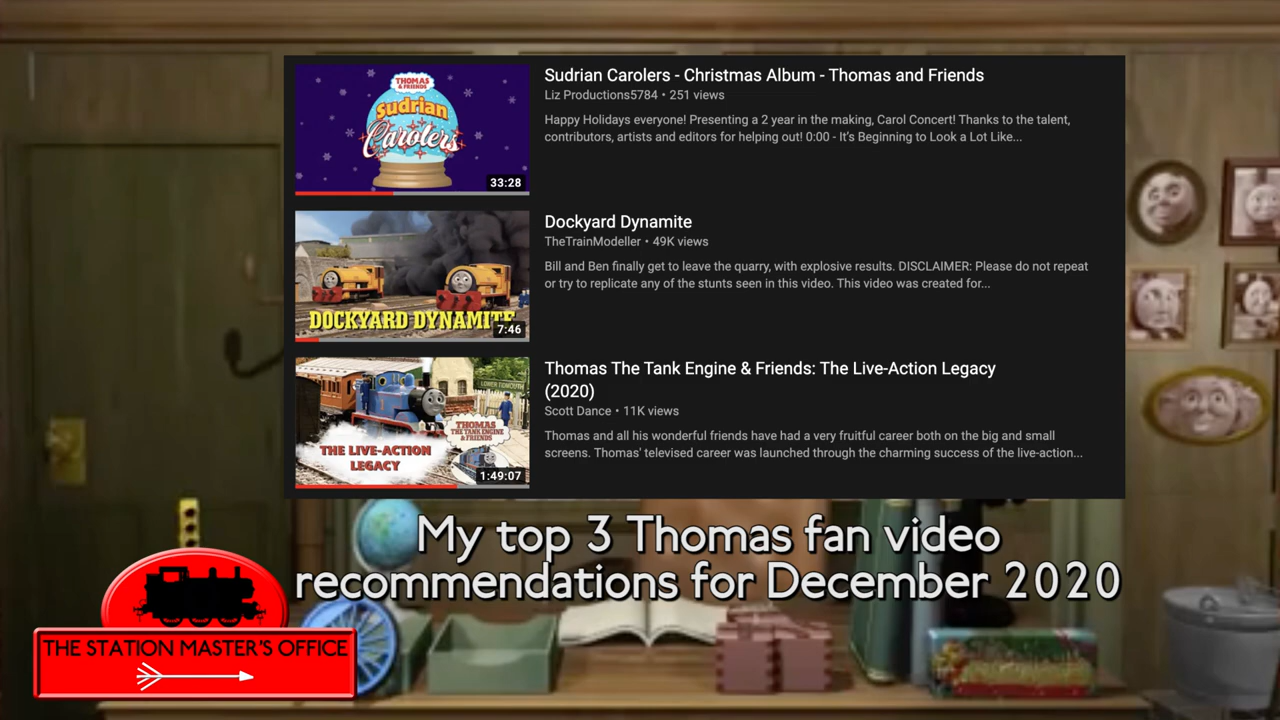 THOMAS
& FRIENDS
Sudrian
Carolers
33:28
Sudrian Carolers - Christmas Album - Thomas and Friends
Liz Productions5784 • 251 views
Happy Holidays everyone! Presenting a 2 year in the making, Carol Concert! Thanks to the talent,
contributors, artists and editors for helping out! 0:00 - It's Beginning to Look a Lot Like...
DOCKYARD DYNAMITE
7:46
Dockyard Dynamite
TheTrainModeller • 49K views
Bill and Ben finally get to leave the quarry, with explosive results. DISCLAIMER: Please do not repeat
or try to replicate any of the stunts seen in this video. This video was created for...
LOWER TIDMOUTH
THOMAS
THE TANK ENGINE
& FRIENDS
THE LIVE-ACTION
LEGACY
1:49:07
Thomas The Tank Engine & Friends: The Live-Action Legacy
(2020)
Scott Dance • 11K views
Thomas and all his wonderful friends have had a very fruitful career both on the big and small
screens. Thomas' televised career was launched through the charming success of the live-action...
My top 3 Thomas fan video
recommendations for December 2020
THE STATION MASTER'S OFFICE